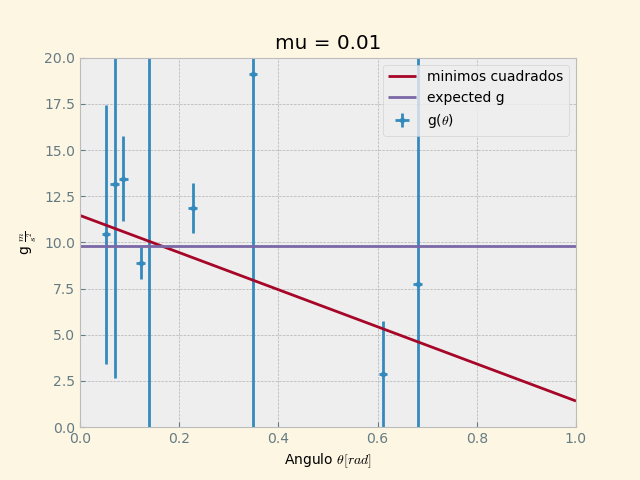 mu = 0.01
minimos cuadrados
expected g
g(θ)
20.0
17.5
15.0
12.5
10.0
7.5
5.0
2.5
0.0
g m/s²
0.0 0.2 0.4 0.6 0.8 1.0
Angulo θ[rad]